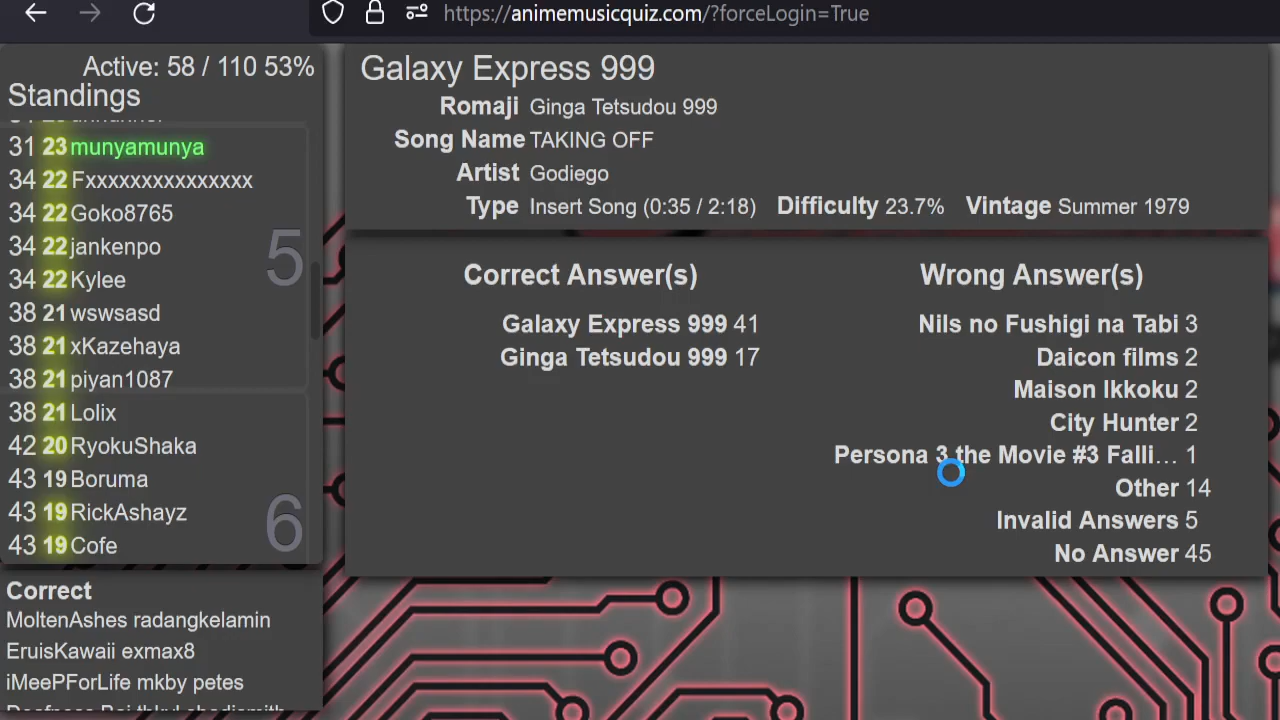 https://animemusicquiz.com/?forceLogin=True
Active: 58 / 110 53%
Standings
31 23 munyamunya
34 22 Fxxxxxxxxxxxxxxx
34 22 Goko8765
34 22 jankenpo
34 22 Kylee
5
38 21 wswsasd
38 21 xKazehaya
38 21 piyan1087
38 21 Lolix
42 20 RyokuShaka
43 19 Boruma
43 19 RickAshayz
43 19 Cofe
6
Correct
MoltenAshes radangkelamin
EruisKawaii exmax8
iMeePForLife mkby petes
Galaxy Express 999
Romaji Ginga Tetsudou 999
Song Name TAKING OFF
Artist Godiego
Type Insert Song (0:35 / 2:18) Difficulty 23.7% Vintage Summer 1979
Correct Answer(s)
Galaxy Express 999 41
Ginga Tetsudou 999 17
Wrong Answer(s)
Nils no Fushigi na Tabi 3
Daicon films 2
Maison Ikkoku 2
City Hunter 2
Persona 3 the Movie #3 Falli... 1
Other 14
Invalid Answers 5
No Answer 45